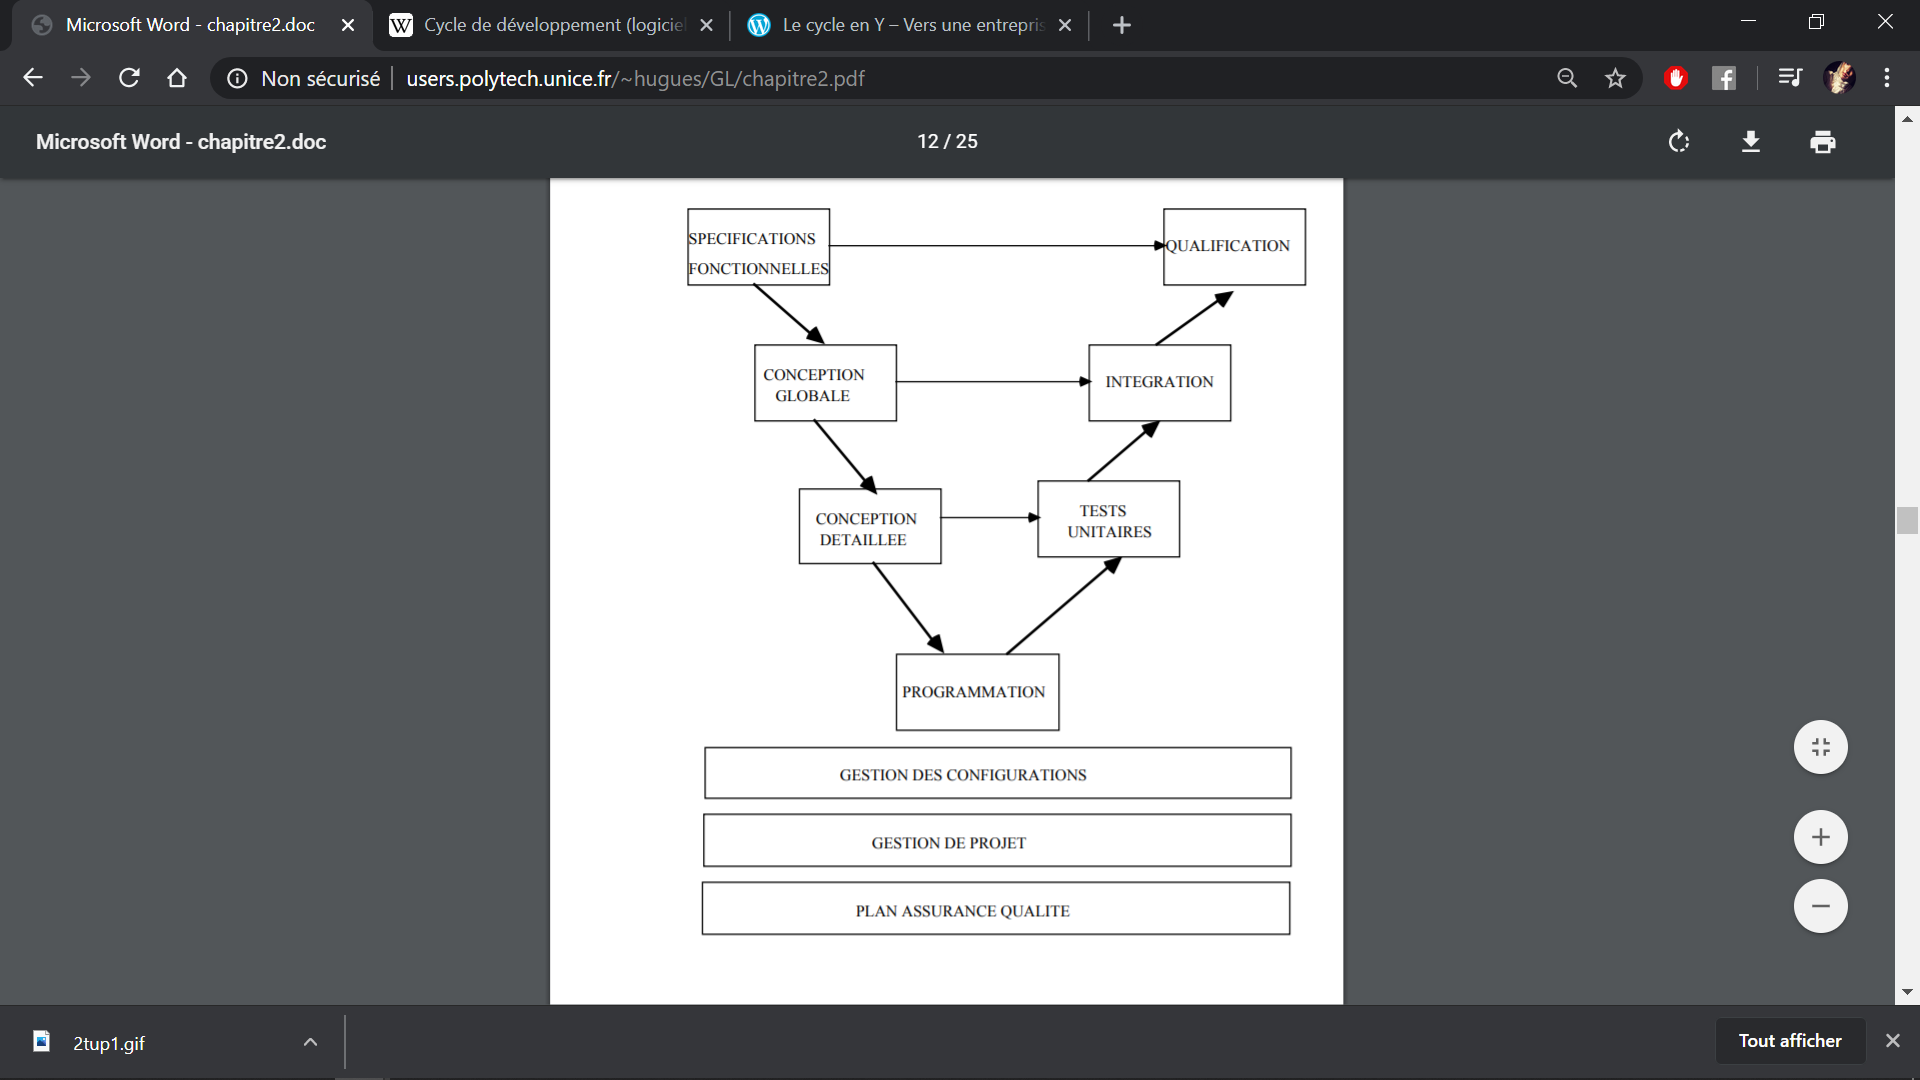 Microsoft Word - chapitre2.doc
W Cycle de développement (logiciel
Le cycle en Y – Vers une entrepris
Non sécurisé users.polytech.unice.fr/~hugues/GL/chapitre2.pdf
Microsoft Word - chapitre2.doc
12 / 25
SPECIFICATIONS
FONCTIONNELLES
QUALIFICATION
CONCEPTION
GLOBALE
INTEGRATION
CONCEPTION
DETAILLEE
TESTS
UNITAIRES
PROGRAMMATION
GESTION DES CONFIGURATIONS
GESTION DE PROJET
PLAN ASSURANCE QUALITE
2tup1.gif
Tout afficher